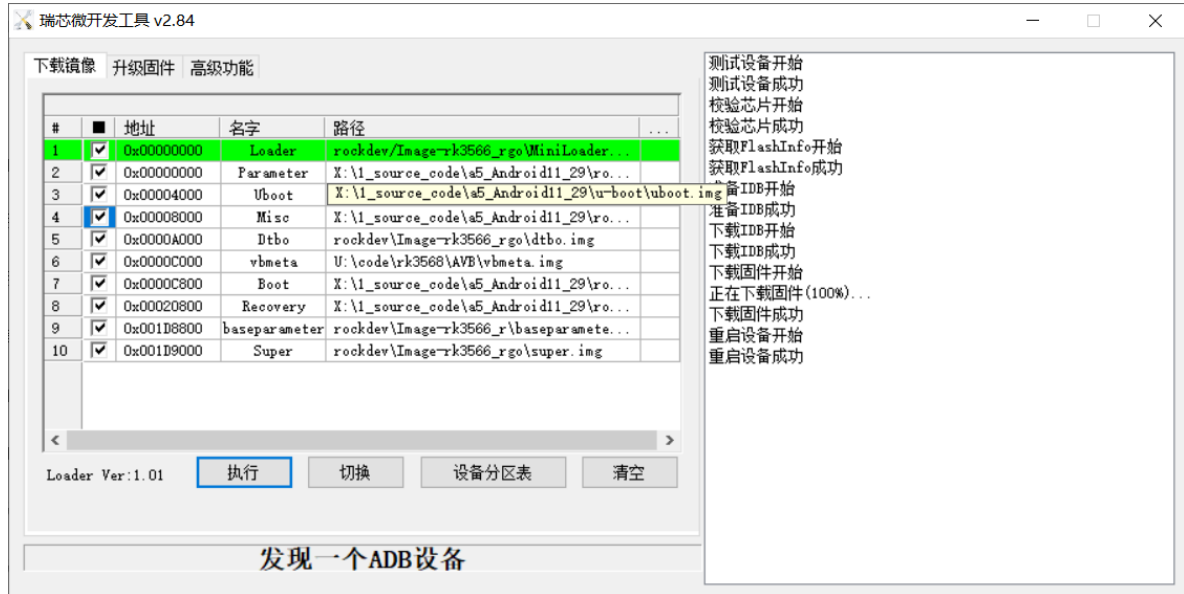 瑞芯微开发工具 v2.84
下载镜像 升级固件 高级功能
# 地址 名字 路径 ...
1 0x00000000 Loader rockdev/Image-rk3566_rgo\MiniLoader...
2 0x00000000 Parameter X:\1_source_code\a5_Android11_29\ro...
3 0x00004000 Uboot X:\1_source_code\a5_Android11_29\u-boot\uboot.img
4 0x00008000 Misc X:\1_source_code\a5_Android11_29\ro...
5 0x0000A000 Dtbo rockdev\Image-rk3566_rgo\dtbo.img
6 0x0000C000 vbmeta U:\code\rk3568\AVB\vbmeta.img
7 0x0000C800 Boot X:\1_source_code\a5_Android11_29\ro...
8 0x00020800 Recovery X:\1_source_code\a5_Android11_29\ro...
9 0x001D8800 baseparameter rockdev\Image-rk3566_r\baseparamete...
10 0x001D9000 Super rockdev\Image-rk3566_rgo\super.img
Loader Ver:1.01 执行 切换 设备分区表 清空
发现一个ADB设备
测试设备开始
测试设备成功
校验芯片开始
校验芯片成功
获取FlashInfo开始
获取FlashInfo成功
备IDB开始
准备IDB成功
下载IDB开始
下载IDB成功
下载固件开始
正在下载固件(100%)...
下载固件成功
重启设备开始
重启设备成功